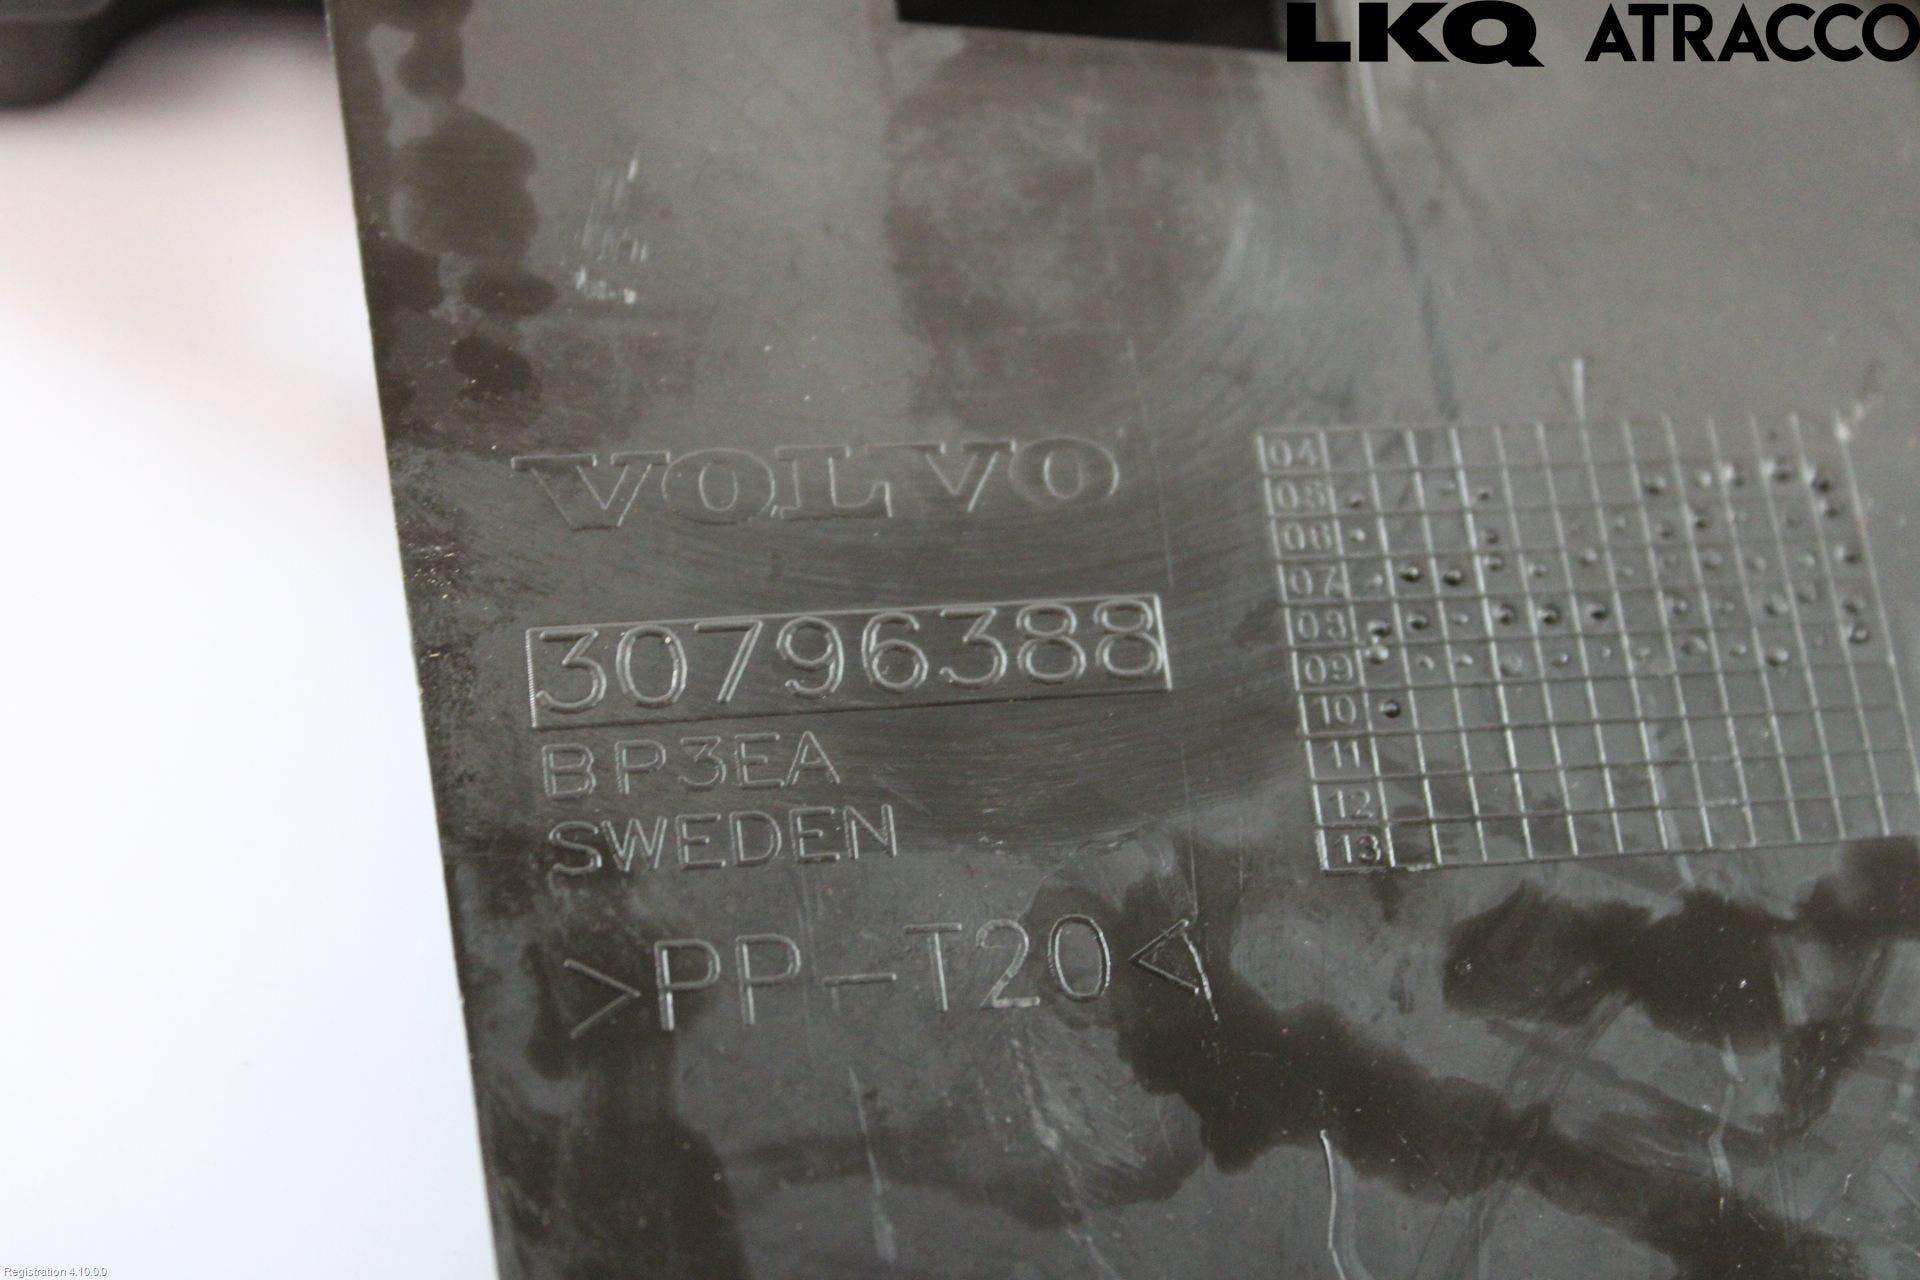 LKQ ATRACCO
VOLVO
30796388
BP3EA
SWEDEN
>PP-T20<
04
05
06
07
08
09
10
11
12
13
Registration 4.10.0.0